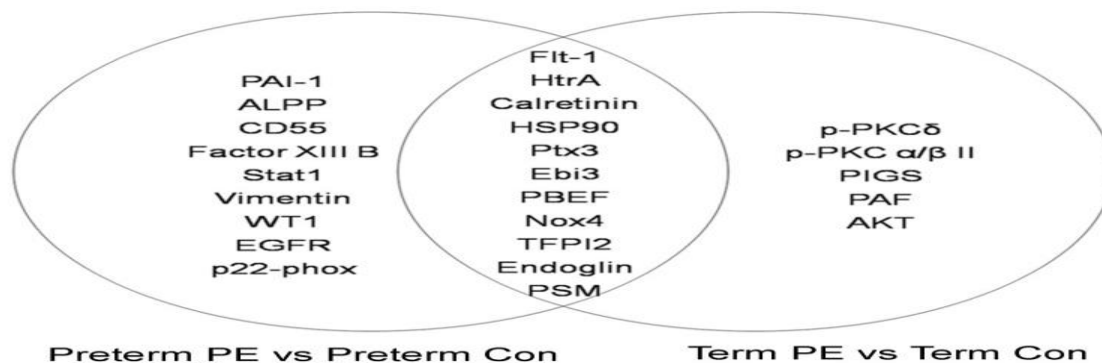 PAI-1
ALPP
CD55
Factor XIII B
Stat1
Vimentin
WT1
EGFR
p22-phox
Flt-1
HtrA
Calretinin
HSP90
Ptx3
Ebi3
PBEF
Nox4
TFPI2
Endoglin
PSM
p-PKCδ
p-PKC α/β II
PIGS
PAF
AKT
Preterm PE vs Preterm Con
Term PE vs Term Con